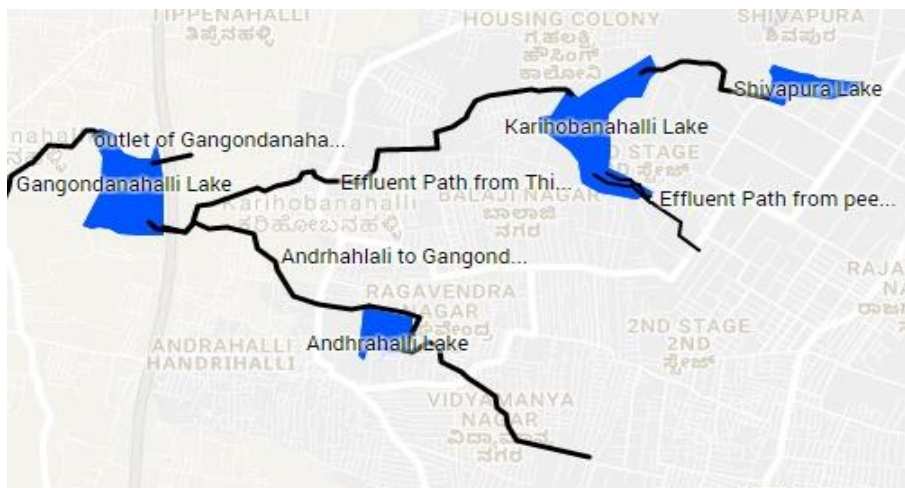 TIPPENAHALLI
ತಿಪ್ಪೆನಹಳ್ಳಿ
HOUSING COLONY
ಗೃಹಲಕ್ಷ್ಮಿ
ಹೌಸಿಂಗ್
ಕಾಲೋನಿ
SHIVAPURA
ಶಿವಪುರ
Shivapura Lake
Karihobanahalli Lake
outlet of Gangondanaha...
Gangondanahalli Lake
Effluent Path from Thi...
STAGE
Effluent Path from pee...
Karihobanahalli
ಕರಿಹೋಬನಹಳ್ಳಿ
BALAJI NAGAR
ಬಾಲಾಜಿ
ನಗರ
Andrhahlali to Gangond...
RAJA
RAGAVENDRA
NAGAR
Andhrahalli Lake
ANDRAHALLI
HANDRIHALLI
2ND STAGE
2ND
ಸ್ಟೇಜ್
VIDYAMANYA
NAGAR
ವಿದ್ಯಾಮಾನ್ಯ
ನಗರ